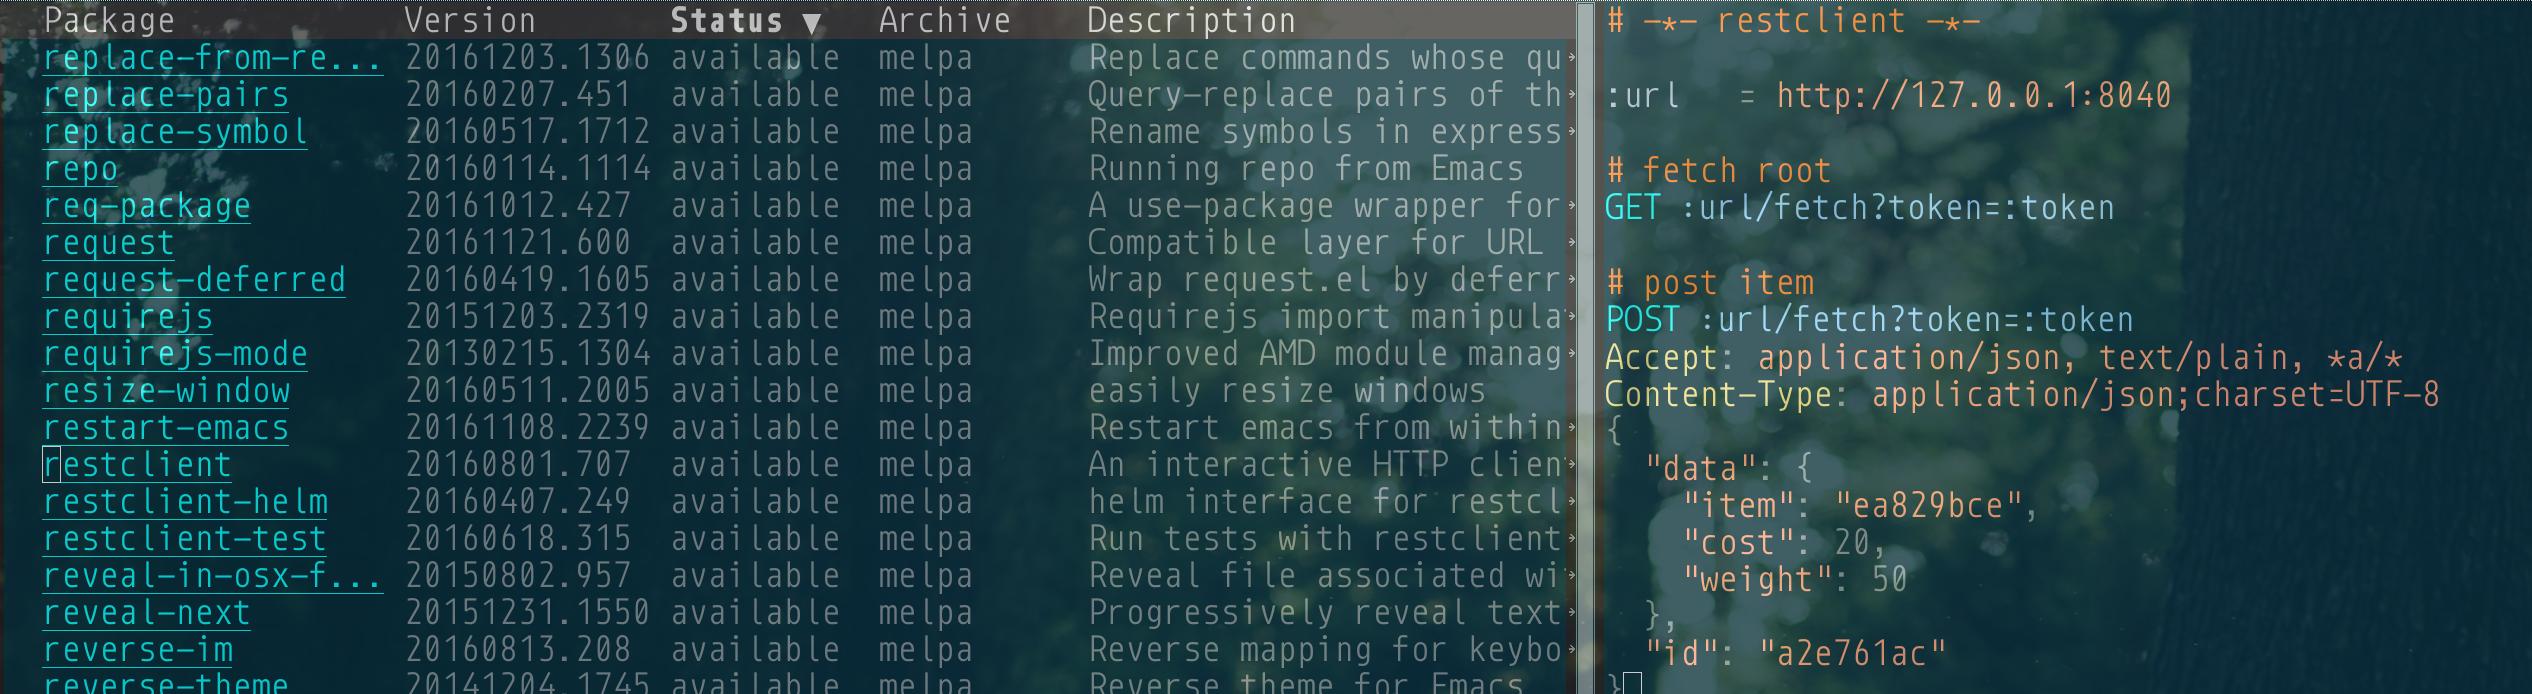 Package Version Status ▼ Archive Description
replace-from-re... 20161203.1306 available melpa Replace commands whose qu
replace-pairs 20160207.451 available melpa Query-replace pairs of th
replace-symbol 20160517.1712 available melpa Rename symbols in express
repo 20160114.1114 available melpa Running repo from Emacs
req-package 20161012.427 available melpa A use-package wrapper for
request 20161121.600 available melpa Compatible layer for URL
request-deferred 20160419.1605 available melpa Wrap request.el by deferr
requirejs 20151203.2319 available melpa Requirejs import manipula
requirejs-mode 20130215.1304 available melpa Improved AMD module manag
resize-window 20160511.2005 available melpa easily resize windows
restart-emacs 20161108.2239 available melpa Restart emacs from within
restclient 20160801.707 available melpa An interactive HTTP clien
restclient-helm 20160407.249 available melpa helm interface for restcl
restclient-test 20160618.315 available melpa Run tests with restclient
reveal-in-osx-f... 20150802.957 available melpa Reveal file associated wi
reveal-next 20151231.1550 available melpa Progressively reveal text
reverse-im 20160813.208 available melpa Reverse mapping for keybo
reverse-theme 20141204.1745 available melpa Reverse theme for Emacs
# -*- restclient -*-
:url = http://127.0.0.1:8040
# fetch root
GET :url/fetch?token=:token
# post item
POST :url/fetch?token=:token
Accept: application/json, text/plain, *a/*
Content-Type: application/json;charset=UTF-8
{
"data": {
"item": "ea829bce",
"cost": 20,
"weight": 50
},
"id": "a2e761ac"
}